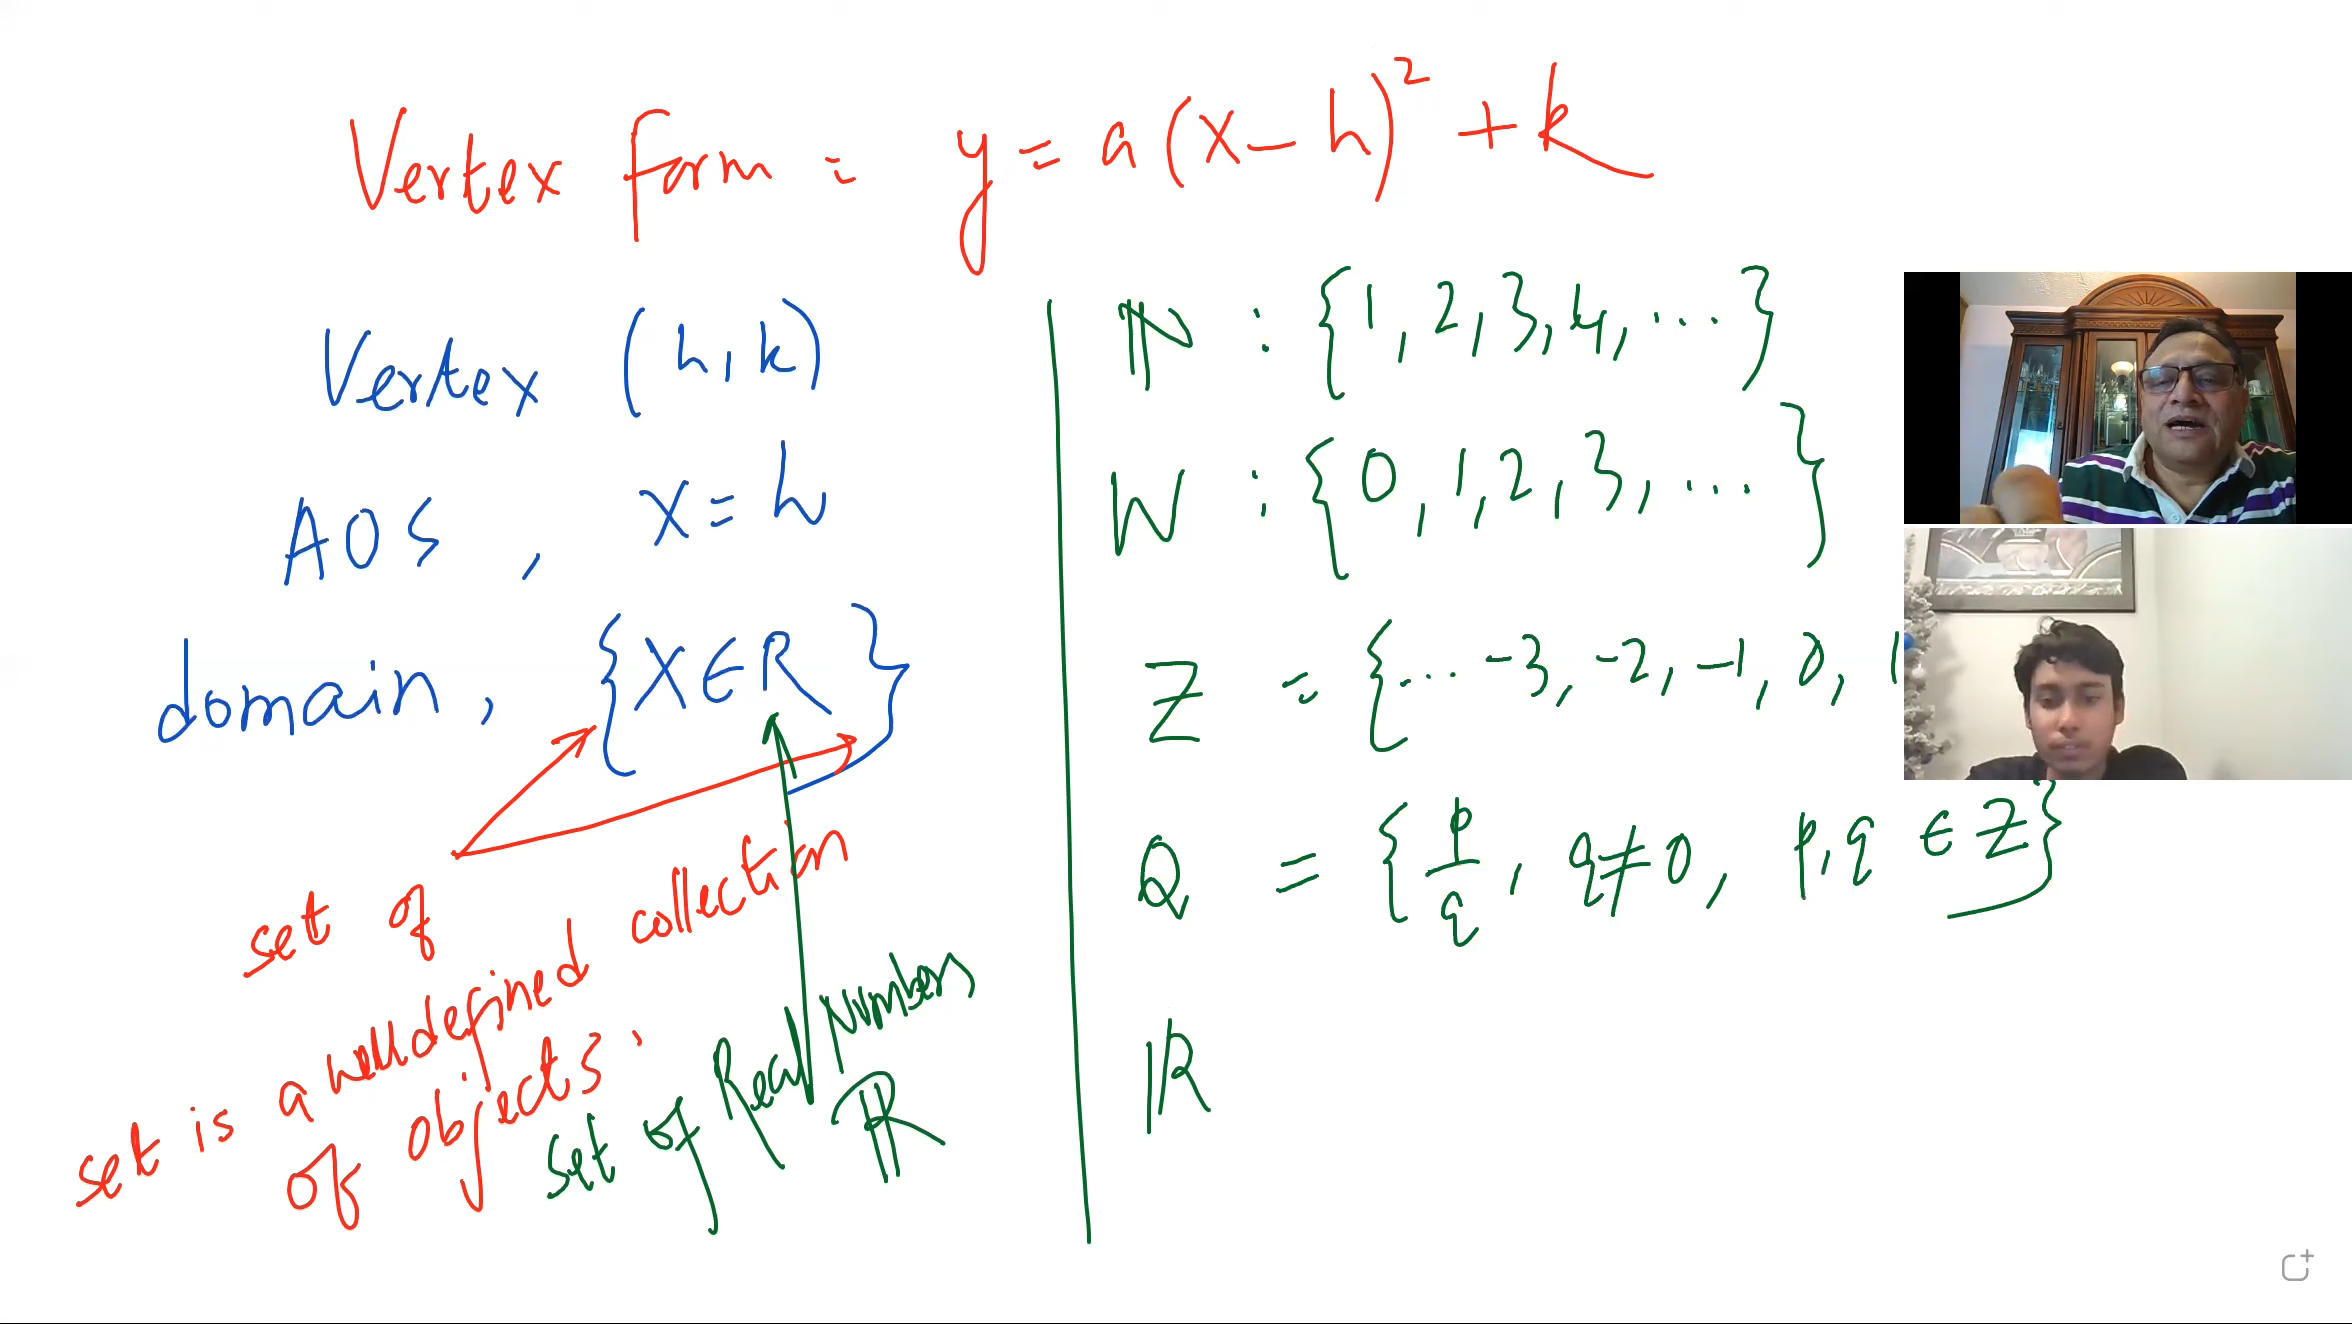 Vertex form : y = a(x-h)² + k
Vertex (h, k)
AOS, x = h
domain, {X∈R}
set of
set is a welldefined collection
of objects.
set of Real Numbers
ℝ
ℕ : {1, 2, 3, 4, ...}
W : {0, 1, 2, 3, ...}
Z = {... -3, -2, -1, 0, 1
Q = {p/q, q≠0, p,q ∈ Z}
ℝ